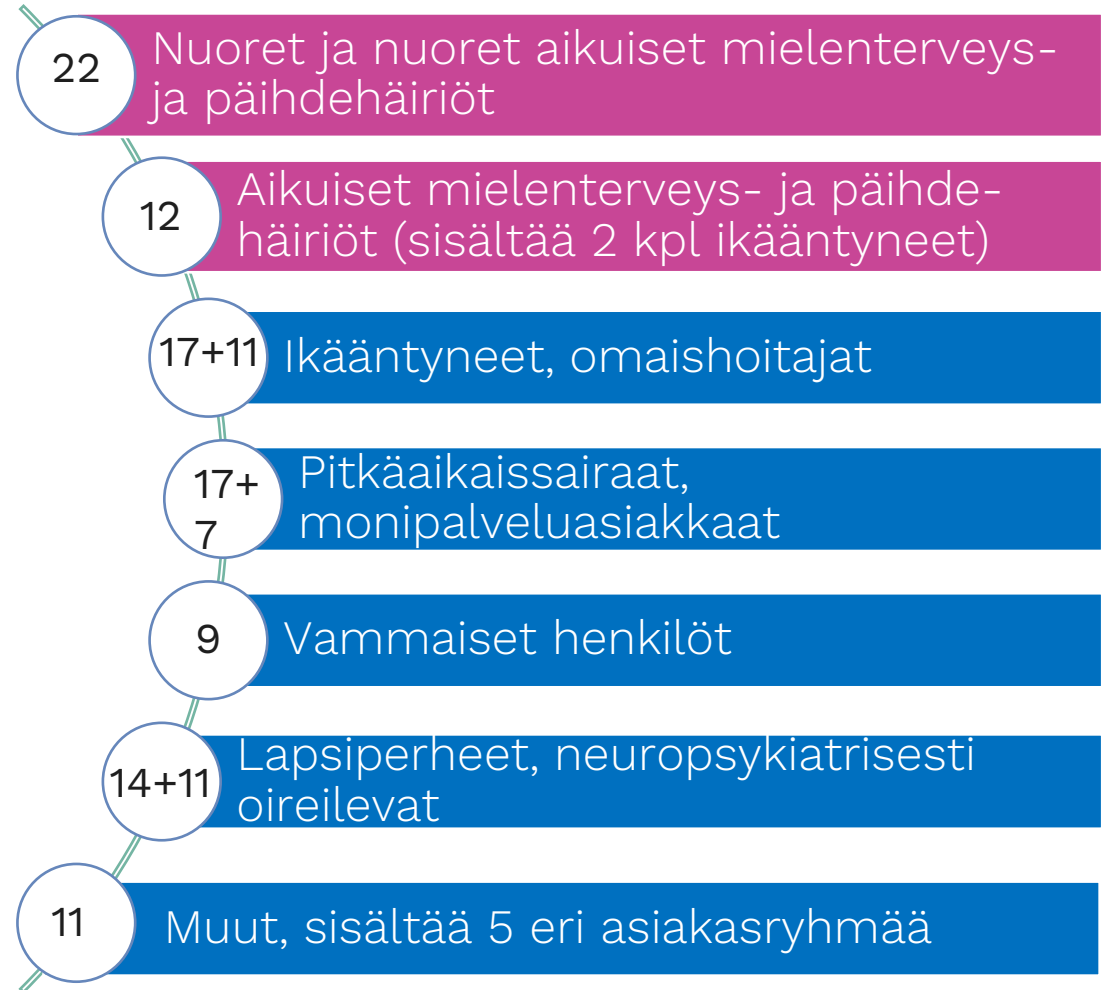 22
Nuoret ja nuoret aikuiset mielenterveys-
ja päihdehäiriöt
12
Aikuiset mielenterveys- ja päihde-
häiriöt (sisältää 2 kpl ikääntyneet)
17+11
Ikääntyneet, omaishoitajat
17+
7
Pitkäaikaissairaat,
monipalveluasiakkaat
9
Vammaiset henkilöt
14+11
Lapsiperheet, neuropsykiatrisesti
oireilevat
11
Muut, sisältää 5 eri asiakasryhmää